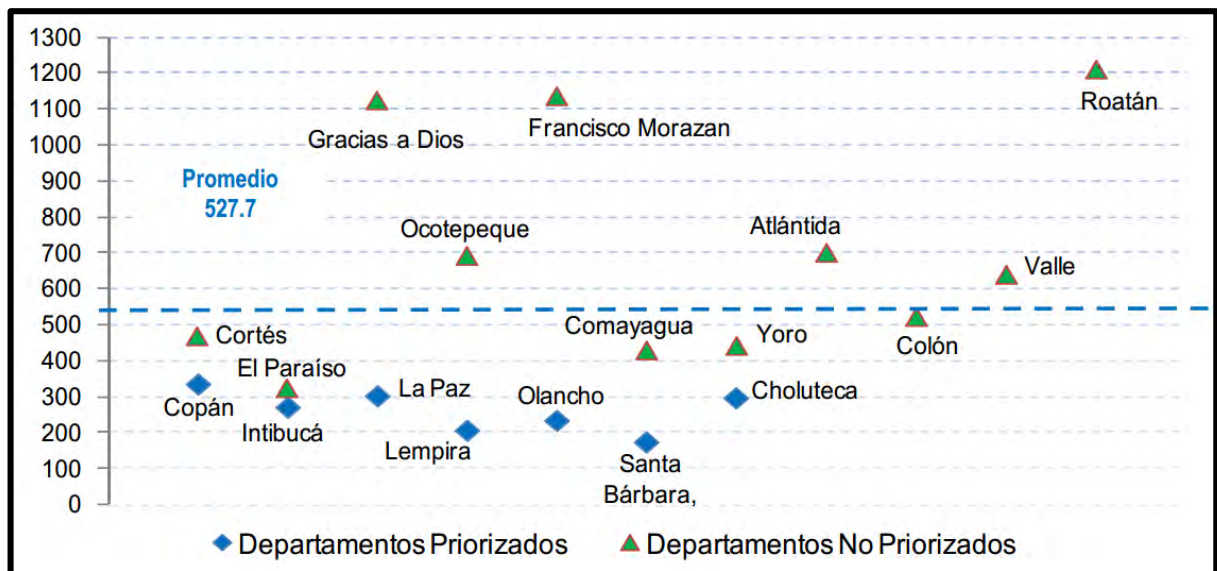 1300
1200
1100
1000
900
800
700
600
500
400
300
200
100
0
Roatán
Gracias a Dios
Francisco Morazan
Promedio
527.7
Ocotepeque
Atlántida
Valle
Cortés
Comayagua
Yoro
Colón
El Paraíso
La Paz
Olancho
Choluteca
Copán
Intibucá
Lempira
Santa
Bárbara,
Departamentos Priorizados
Departamentos No Priorizados